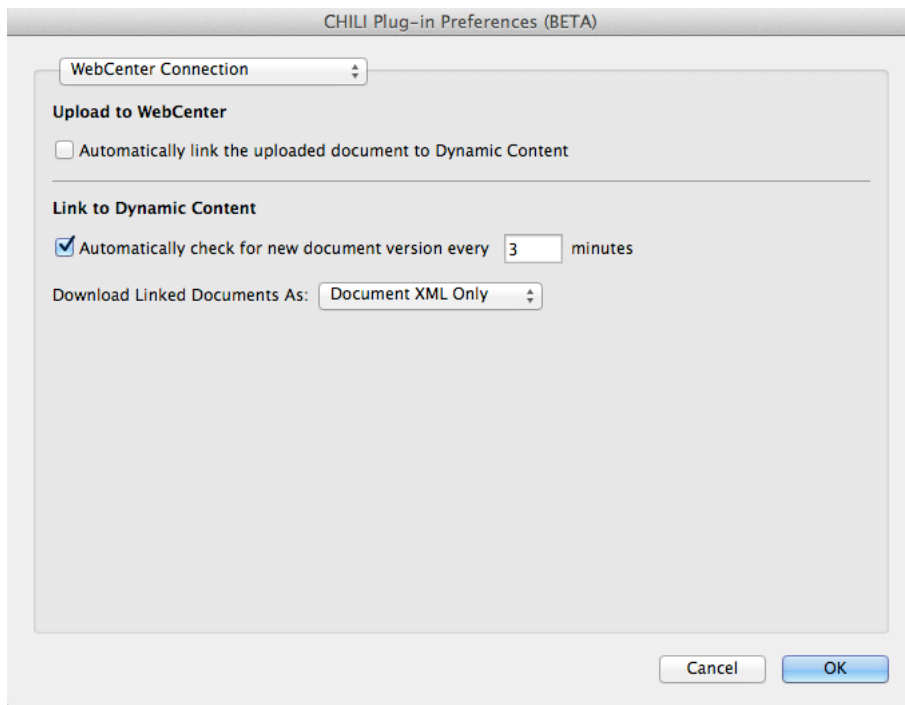 CHILI Plug-in Preferences (BETA)
WebCenter Connection
Upload to WebCenter
Automatically link the uploaded document to Dynamic Content
Link to Dynamic Content
Automatically check for new document version every 3 minutes
Download Linked Documents As: Document XML Only
Cancel OK